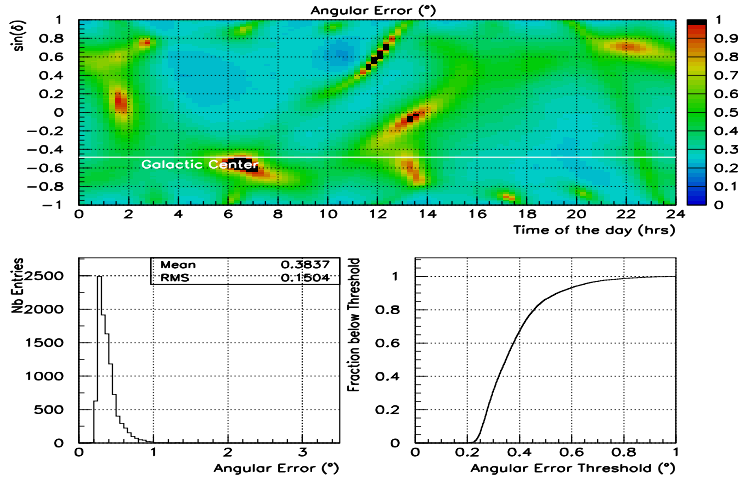 Angular Error (°)
sin(δ)
1
0.8
0.6
0.4
0.2
0
−0.2
−0.4
−0.6
−0.8
−1
Galactic Center
0 2 4 6 8 10 12 14 16 18 20 22 24
Time of the day (hrs)
1
0.9
0.8
0.7
0.6
0.5
0.4
0.3
0.2
0.1
0
Nb Entries
2500
2000
1500
1000
500
0
Mean 0.3837
RMS 0.1504
0 1 2 3
Angular Error (°)
Fraction below Threshold
1
0.8
0.6
0.4
0.2
0
0 0.2 0.4 0.6 0.8 1
Angular Error Threshold (°)